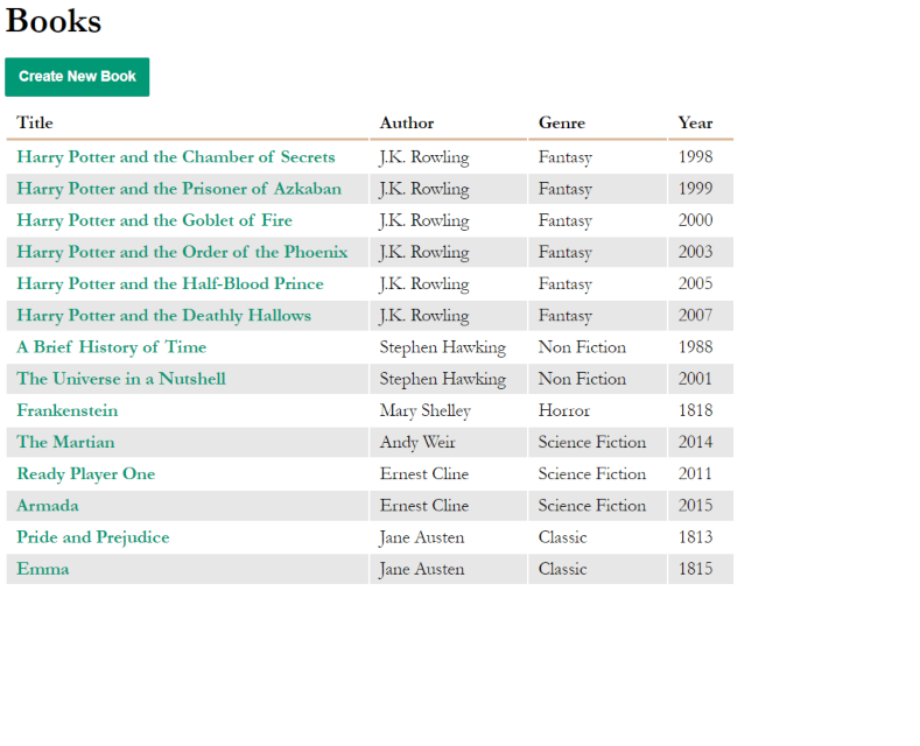 Books
Create New Book
Title Author Genre Year
Harry Potter and the Chamber of Secrets J.K. Rowling Fantasy 1998
Harry Potter and the Prisoner of Azkaban J.K. Rowling Fantasy 1999
Harry Potter and the Goblet of Fire J.K. Rowling Fantasy 2000
Harry Potter and the Order of the Phoenix J.K. Rowling Fantasy 2003
Harry Potter and the Half-Blood Prince J.K. Rowling Fantasy 2005
Harry Potter and the Deathly Hallows J.K. Rowling Fantasy 2007
A Brief History of Time Stephen Hawking Non Fiction 1988
The Universe in a Nutshell Stephen Hawking Non Fiction 2001
Frankenstein Mary Shelley Horror 1818
The Martian Andy Weir Science Fiction 2014
Ready Player One Ernest Cline Science Fiction 2011
Armada Ernest Cline Science Fiction 2015
Pride and Prejudice Jane Austen Classic 1813
Emma Jane Austen Classic 1815